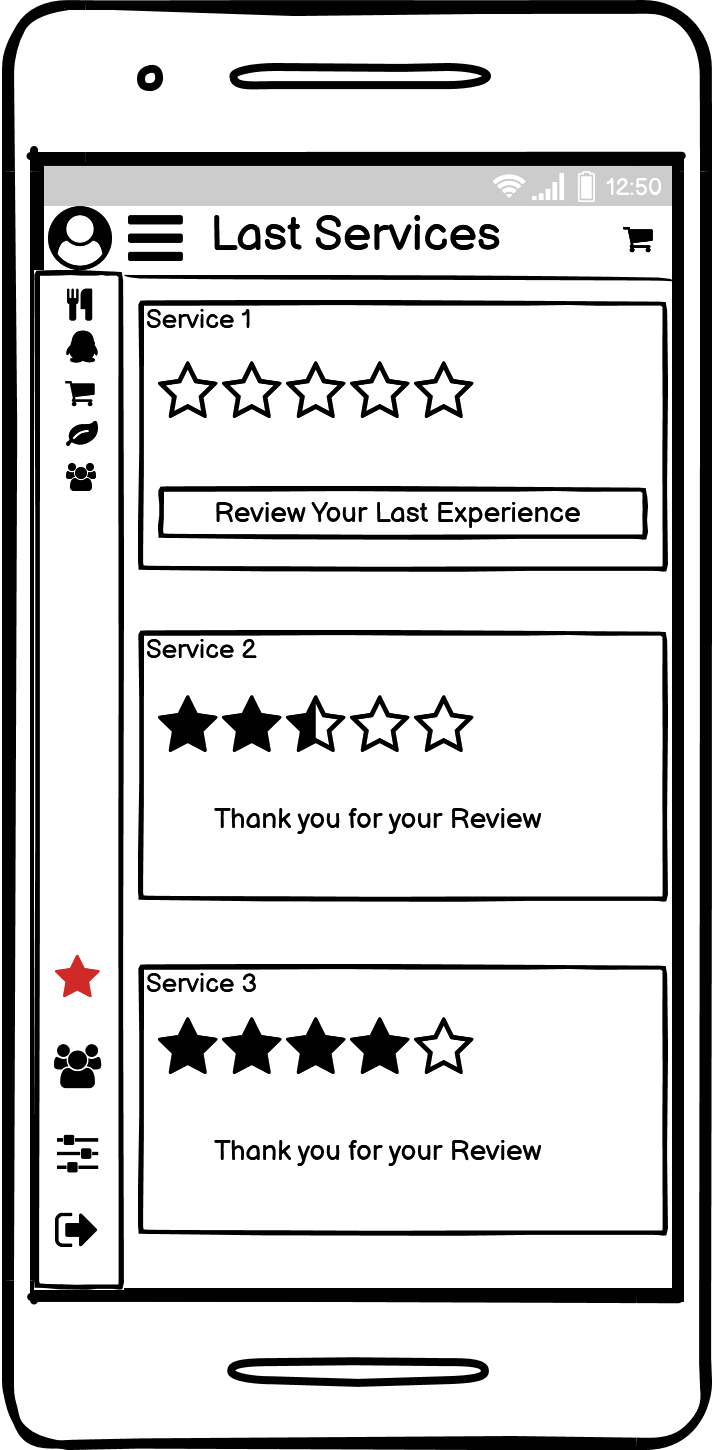 12:50
Last Services
Service 1
Review Your Last Experience
Service 2
Thank you for your Review
Service 3
Thank you for your Review